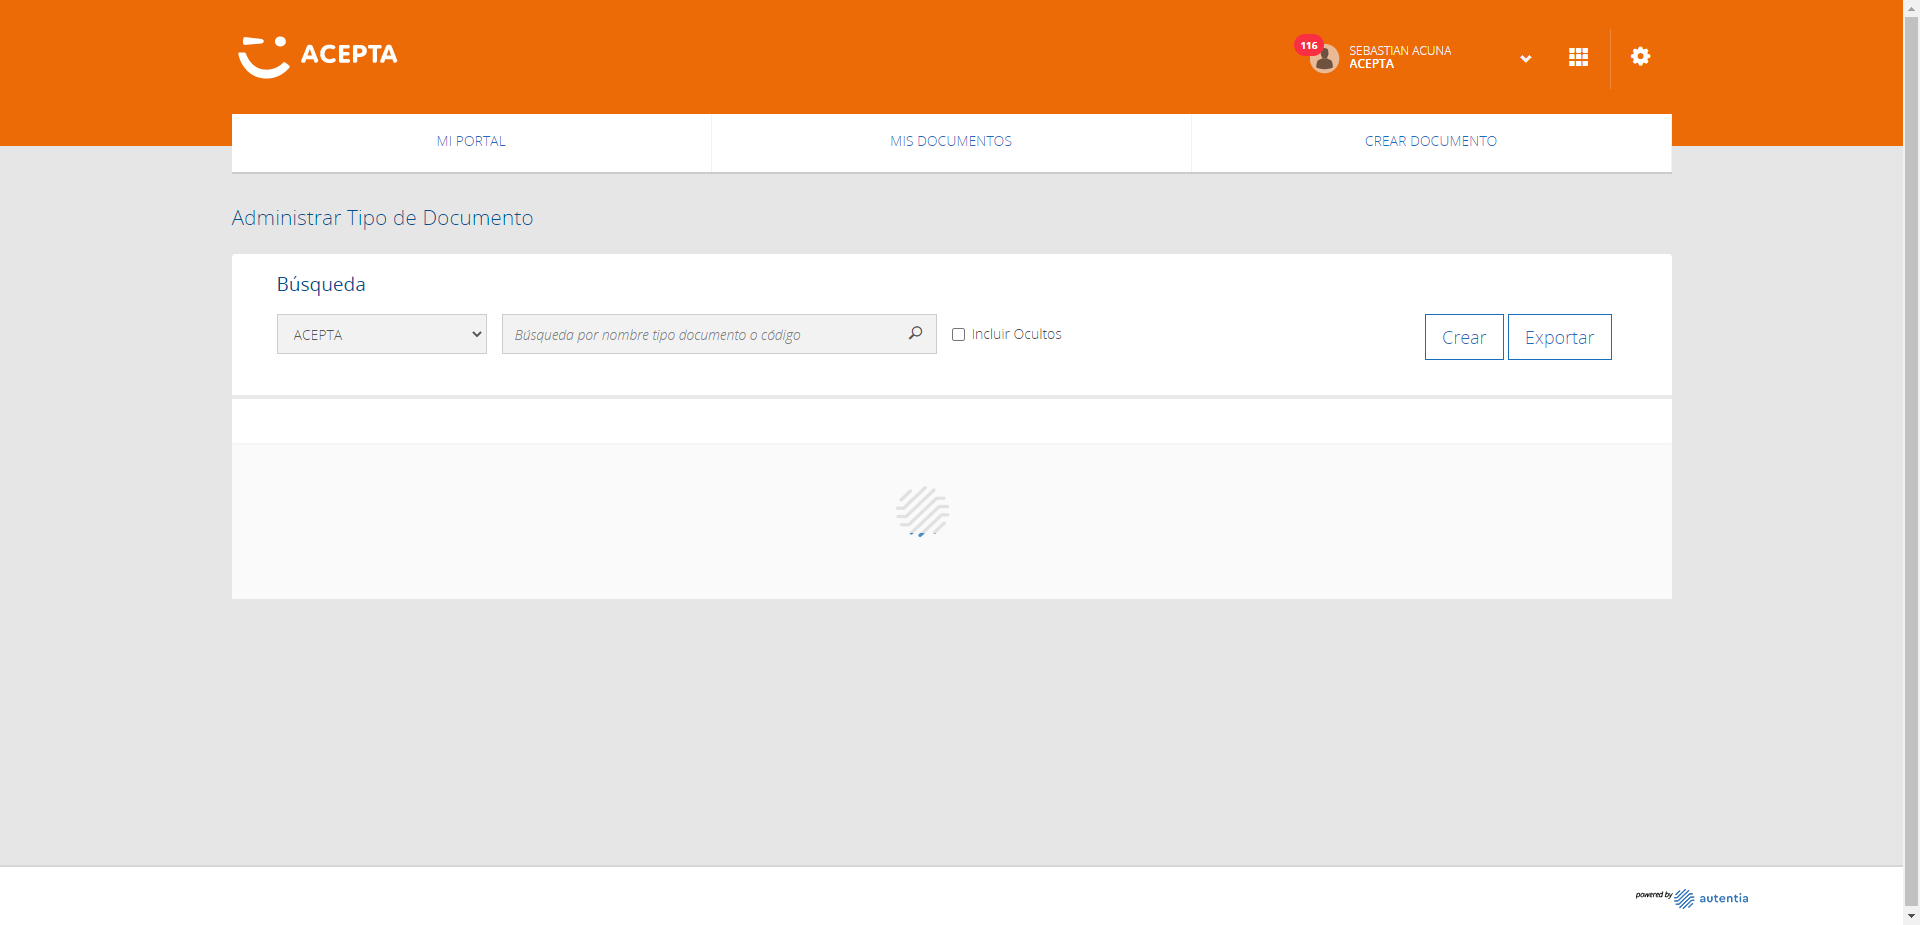 ACEPTA
116
SEBASTIAN ACUNA
ACEPTA
MI PORTAL
MIS DOCUMENTOS
CREAR DOCUMENTO
Administrar Tipo de Documento
Búsqueda
ACEPTA
Búsqueda por nombre tipo documento o código
Incluir Ocultos
Crear
Exportar
powered by autentia